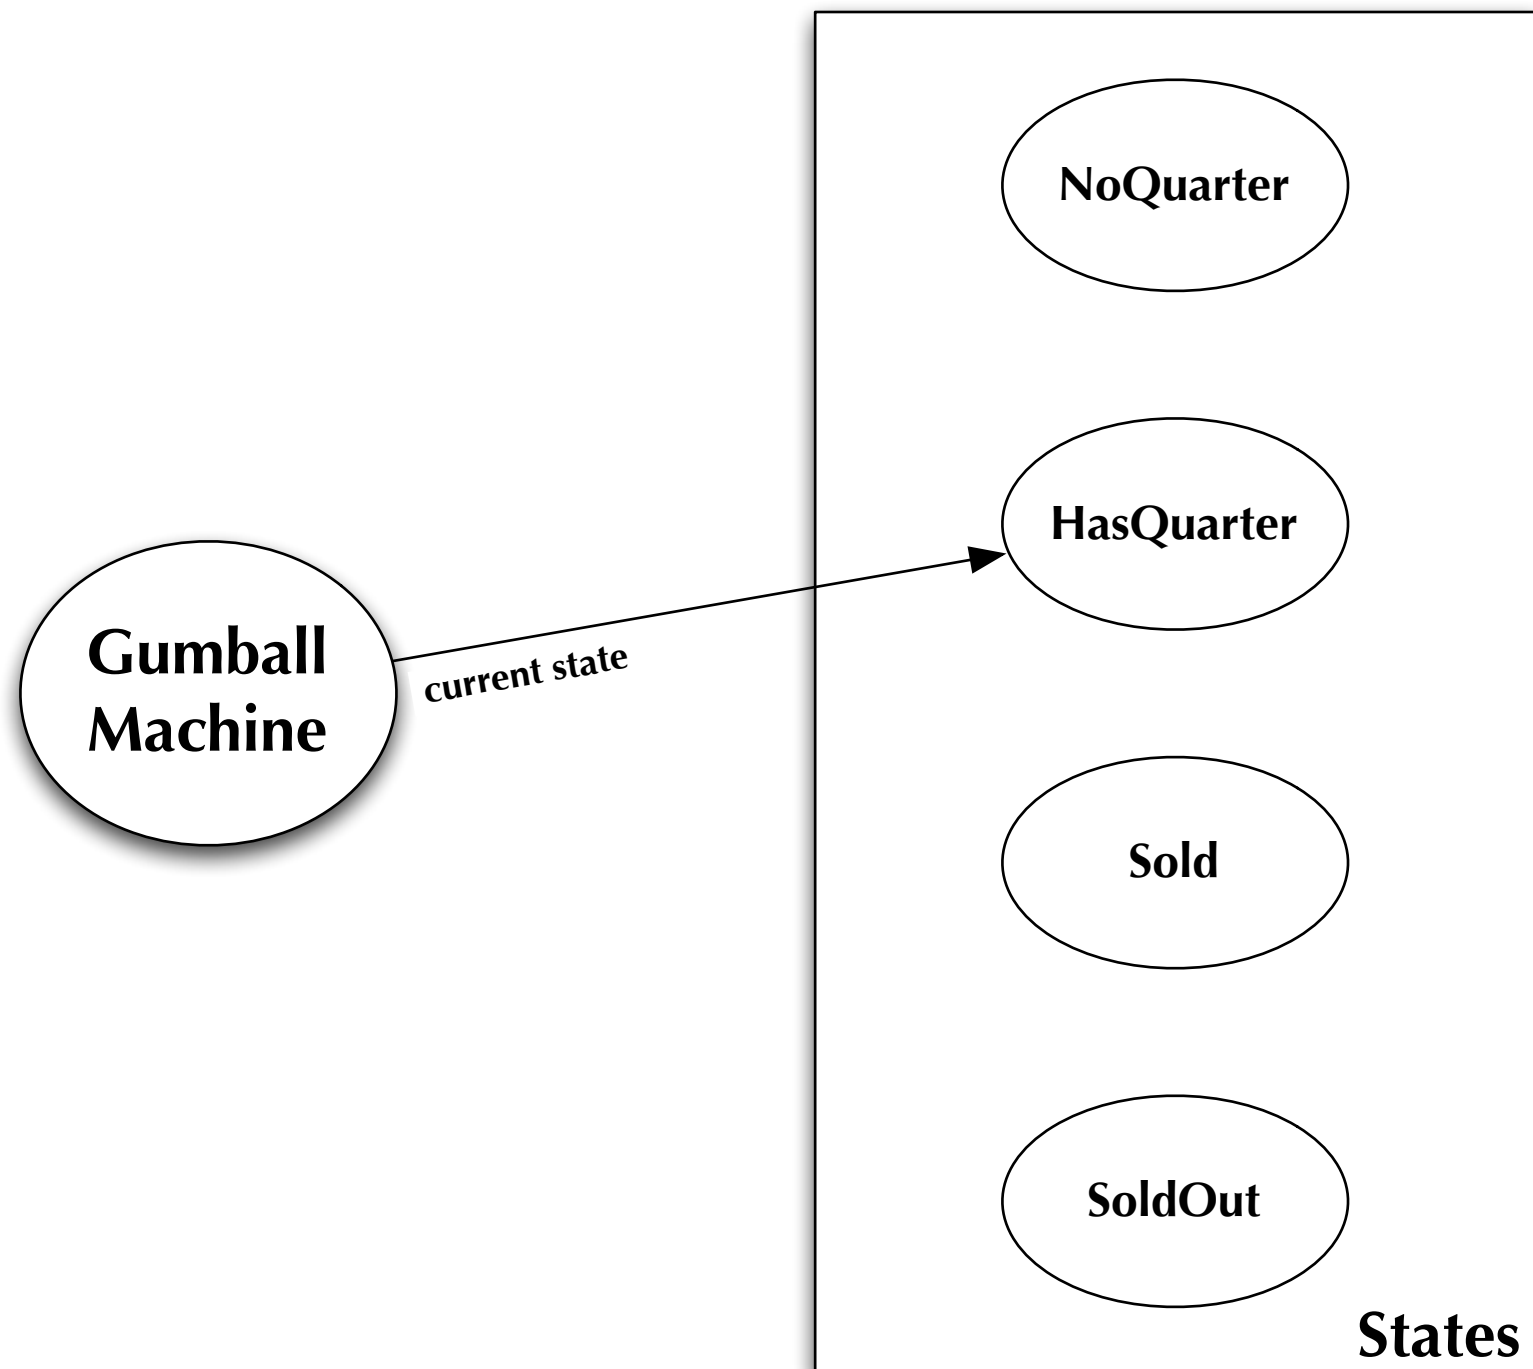 NoQuarter
HasQuarter
Gumball
Machine
current state
Sold
SoldOut
States